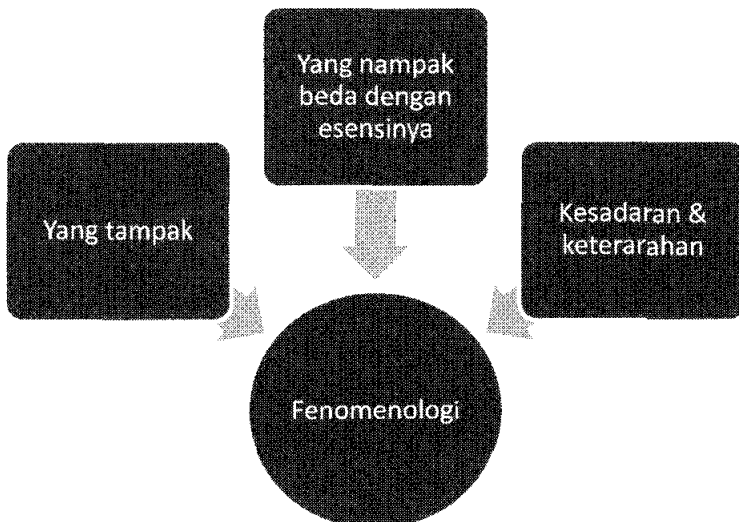 Yang nampak
beda dengan
esensinya
Yang tampak
Kesadaran &
keterarahan
Fenomenologi